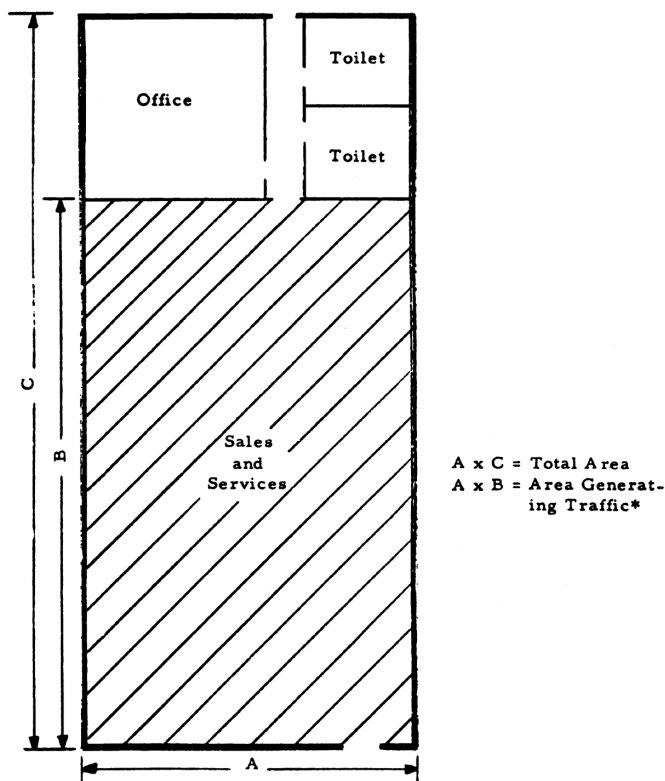 Toilet
Office
Toilet
C
B
Sales
and
Services
A x C = Total Area
A x B = Area Generat-
ing Traffic*
A